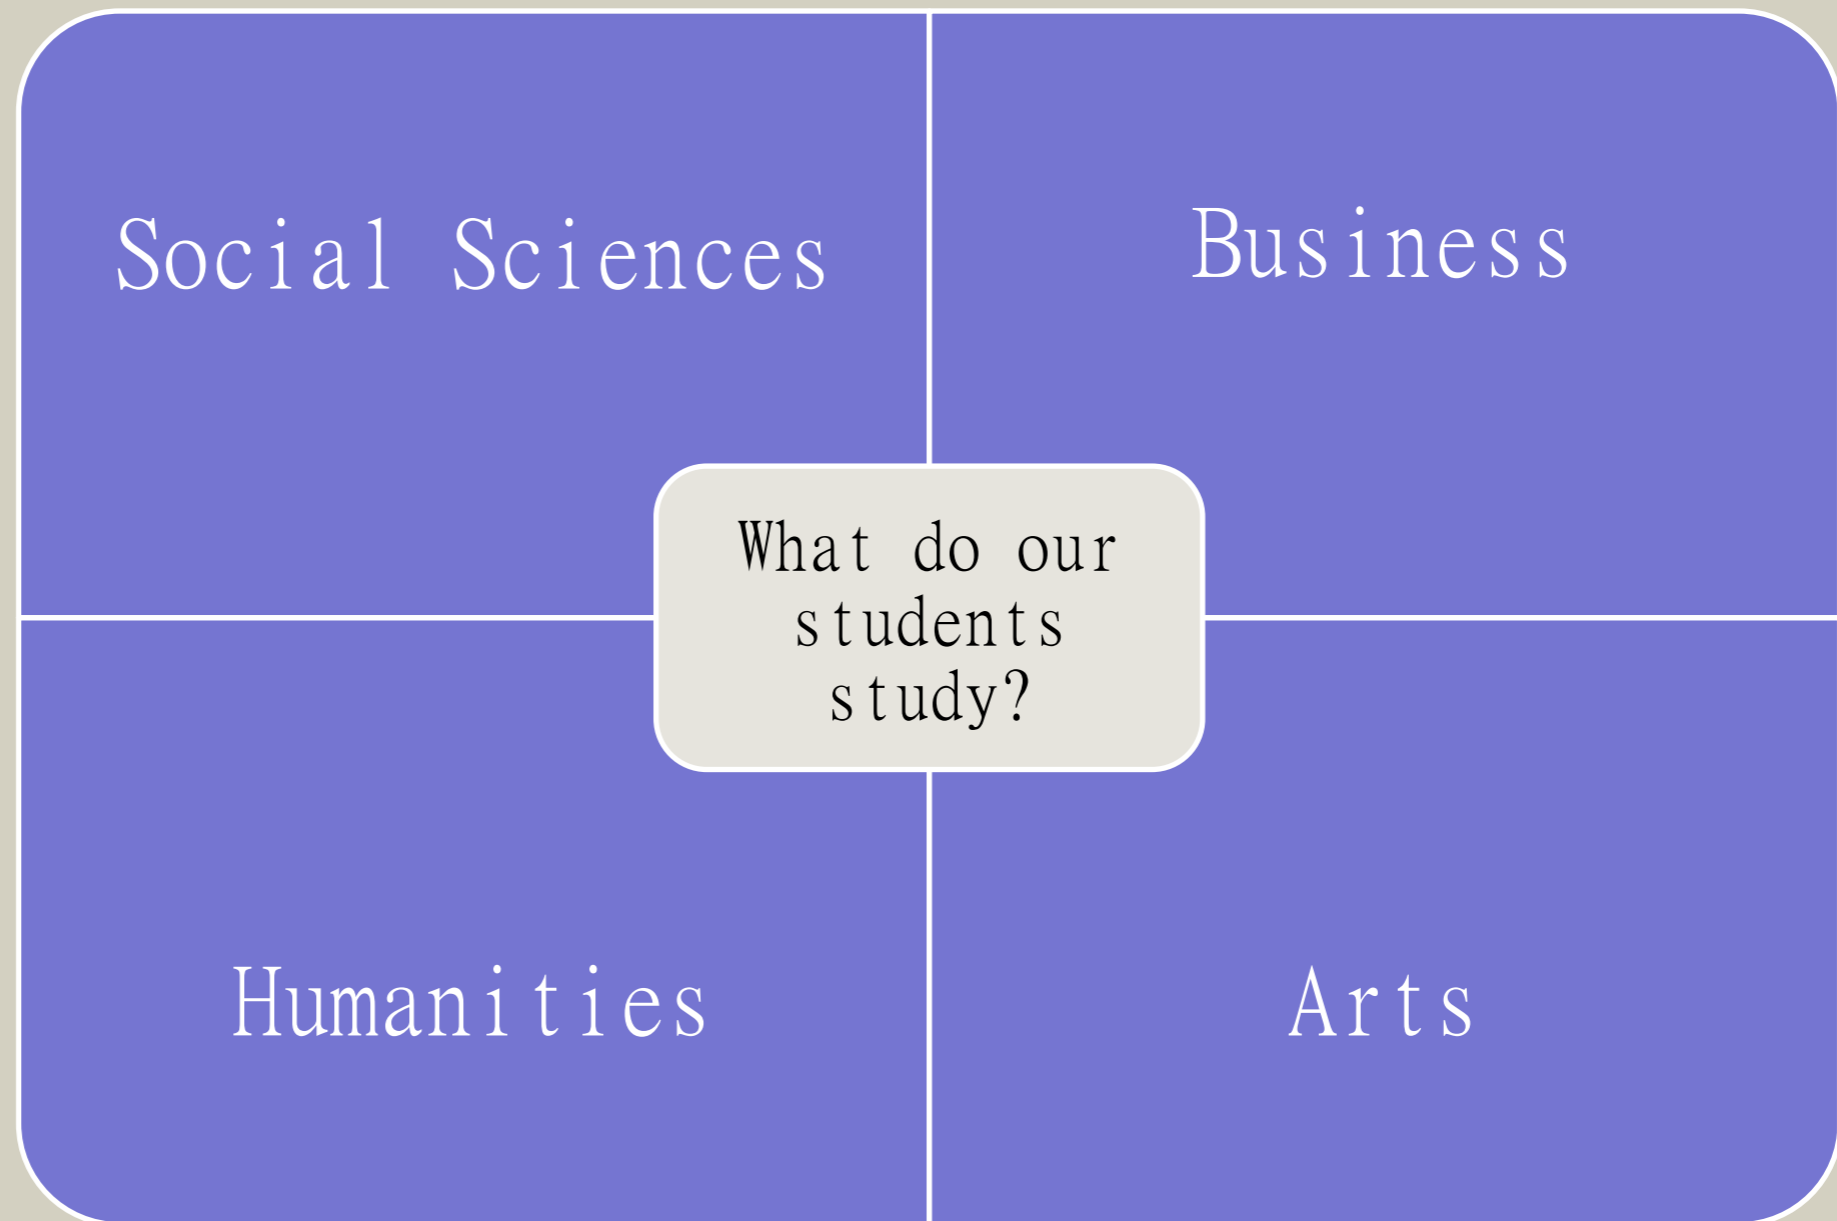 Social Sciences
Business
What do our
students
study?
Humanities
Arts